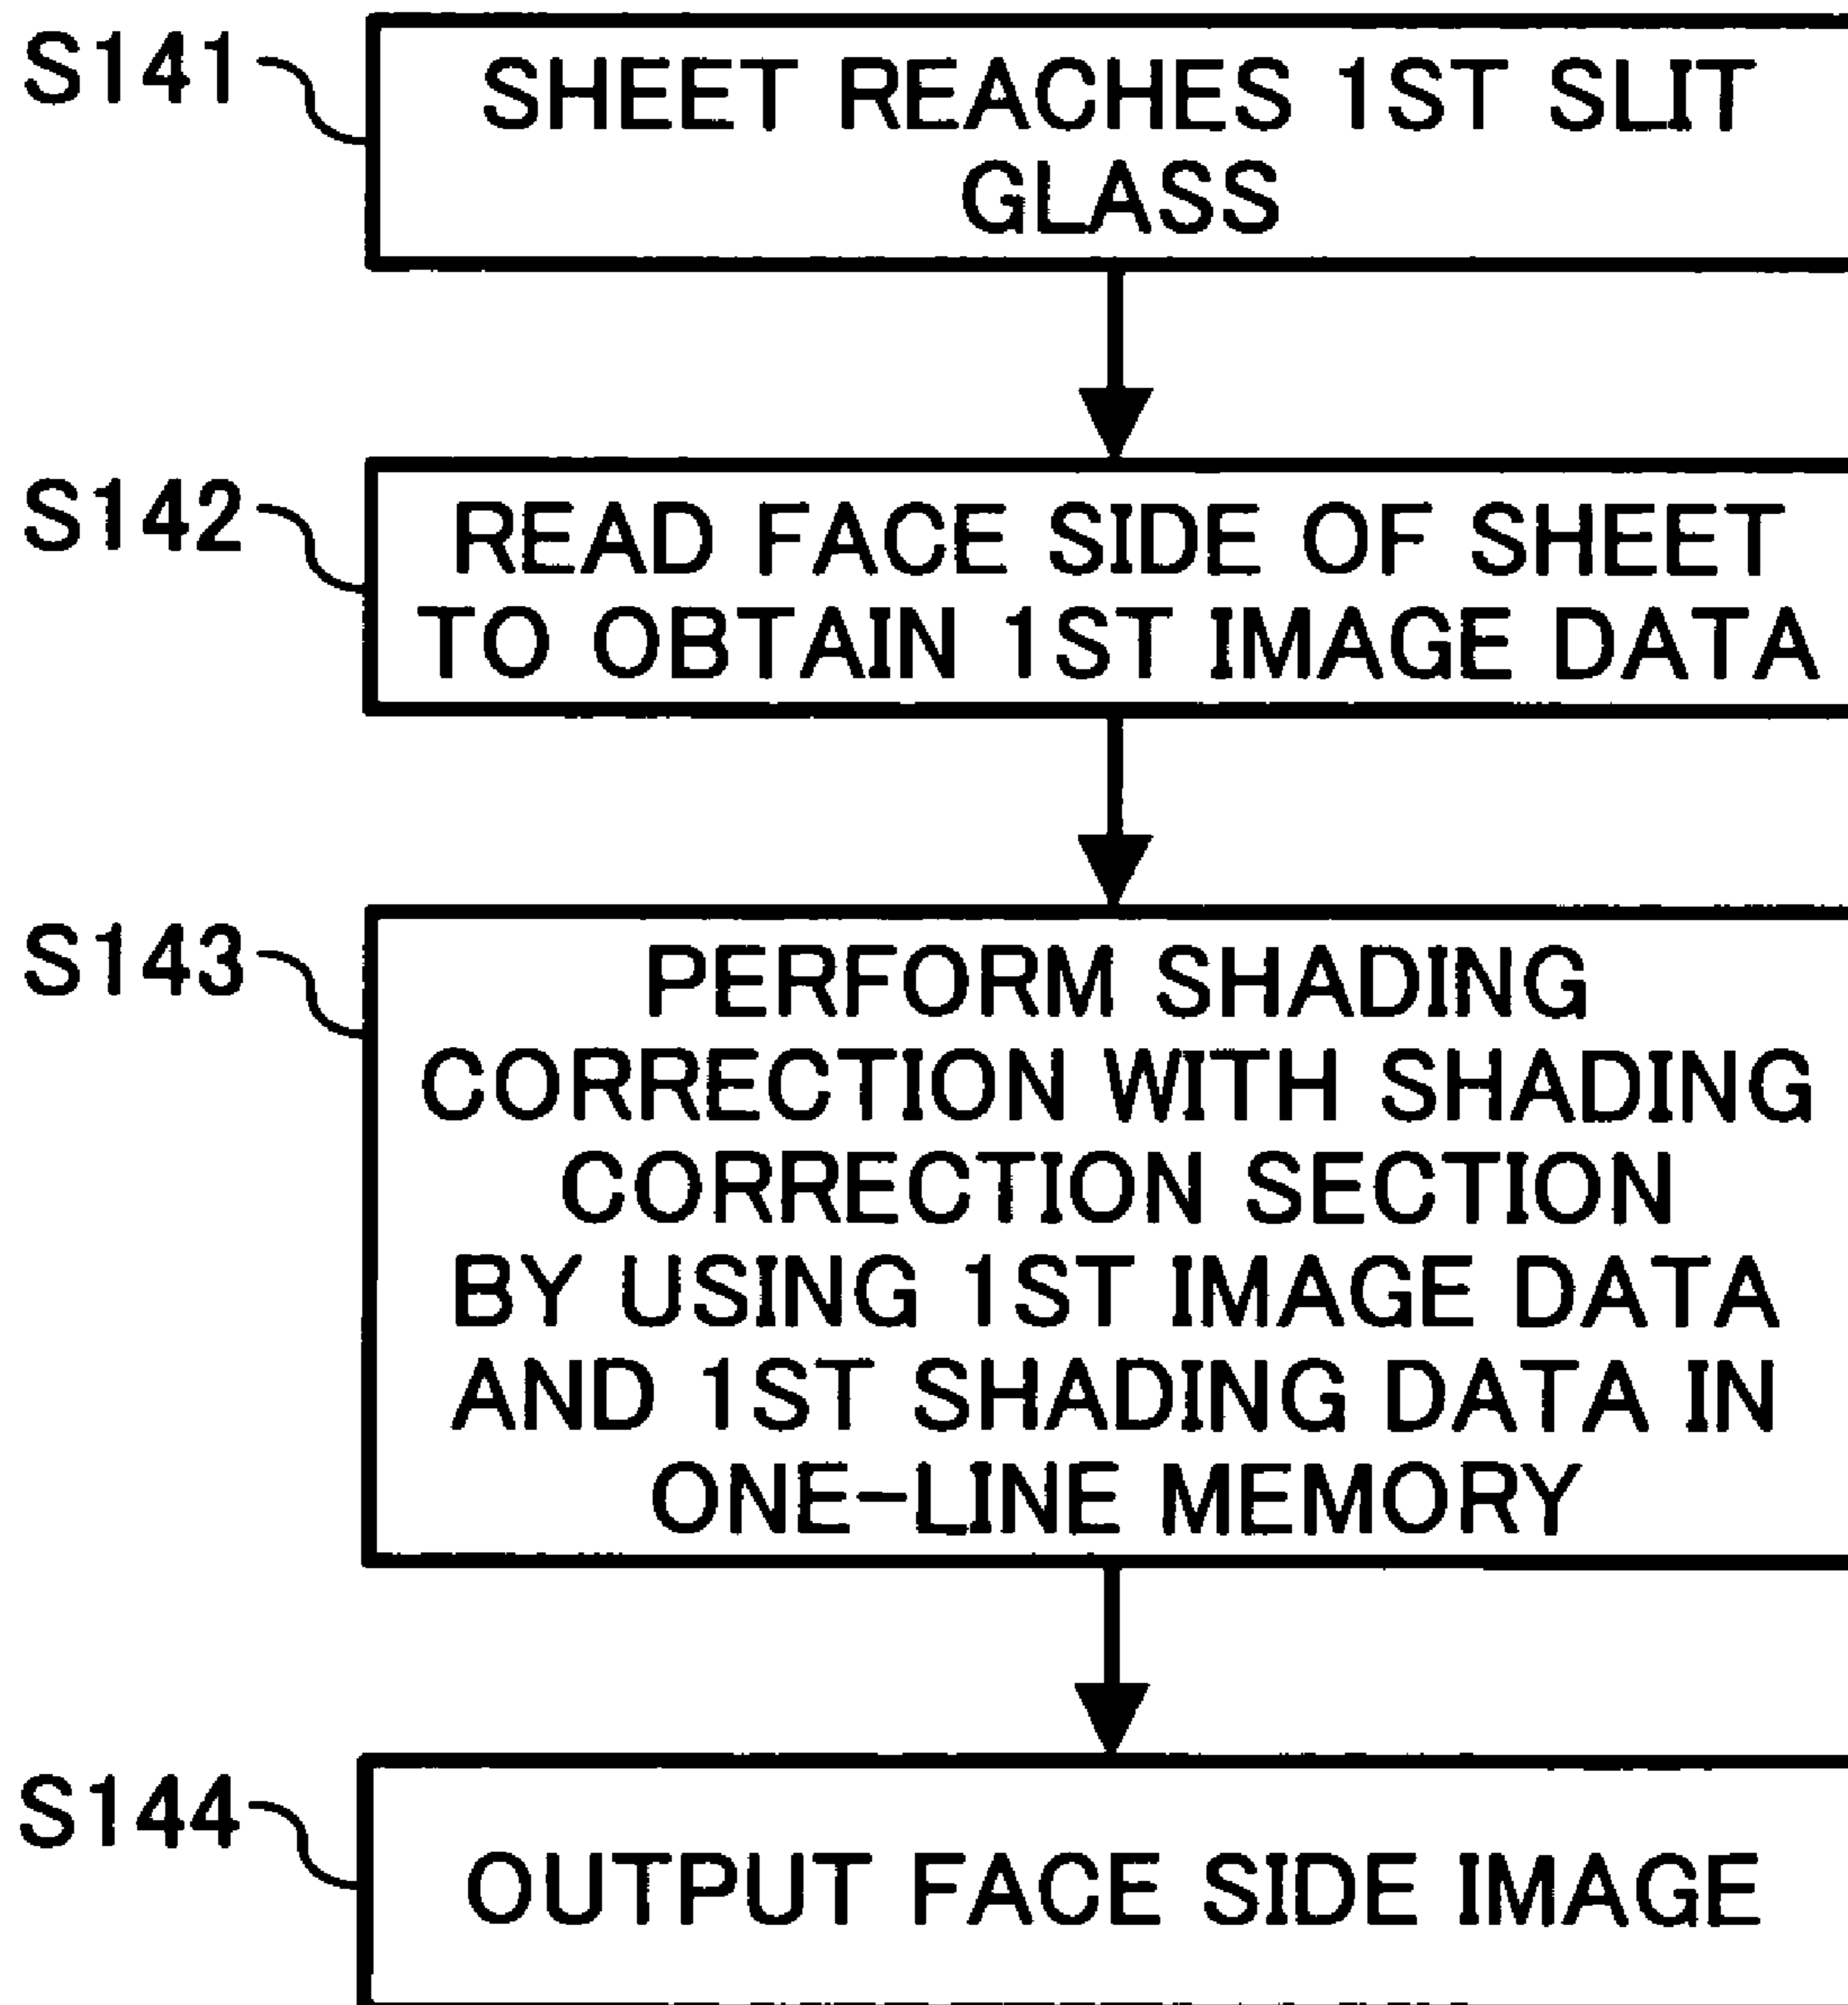 S141
SHEET REACHES 1ST SLIT
GLASS
S142
READ FACE SIDE OF SHEET
TO OBTAIN 1ST IMAGE DATA
S143
PERFORM SHADING
CORRECTION WITH SHADING
CORRECTION SECTION
BY USING 1ST IMAGE DATA
AND 1ST SHADING DATA IN
ONE-LINE MEMORY
S144
OUTPUT FACE SIDE IMAGE